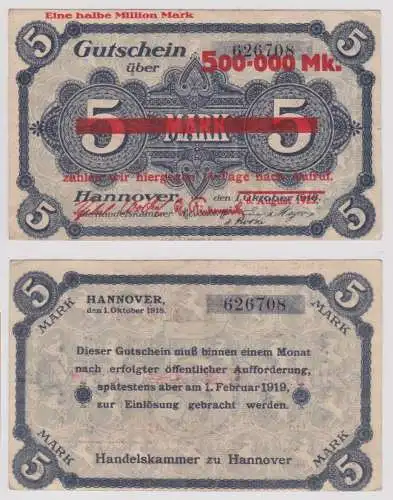 Eine halbe Million Mark
Gutschein 626708
über 500.000 Mk.
5 MARK 5
zahlen wir hiergegen Tage nach Aufruf.
Hannover, den 1. Oktober 1918.
August
5 5
5 5
MARK MARK
HANNOVER, 626708
den 1. Oktober 1918.
Dieser Gutschein muß binnen einem Monat
nach erfolgter öffentlicher Aufforderung,
spätestens aber am 1. Februar 1919,
zur Einlösung gebracht werden.
Handelskammer zu Hannover
MARK MARK
5 5